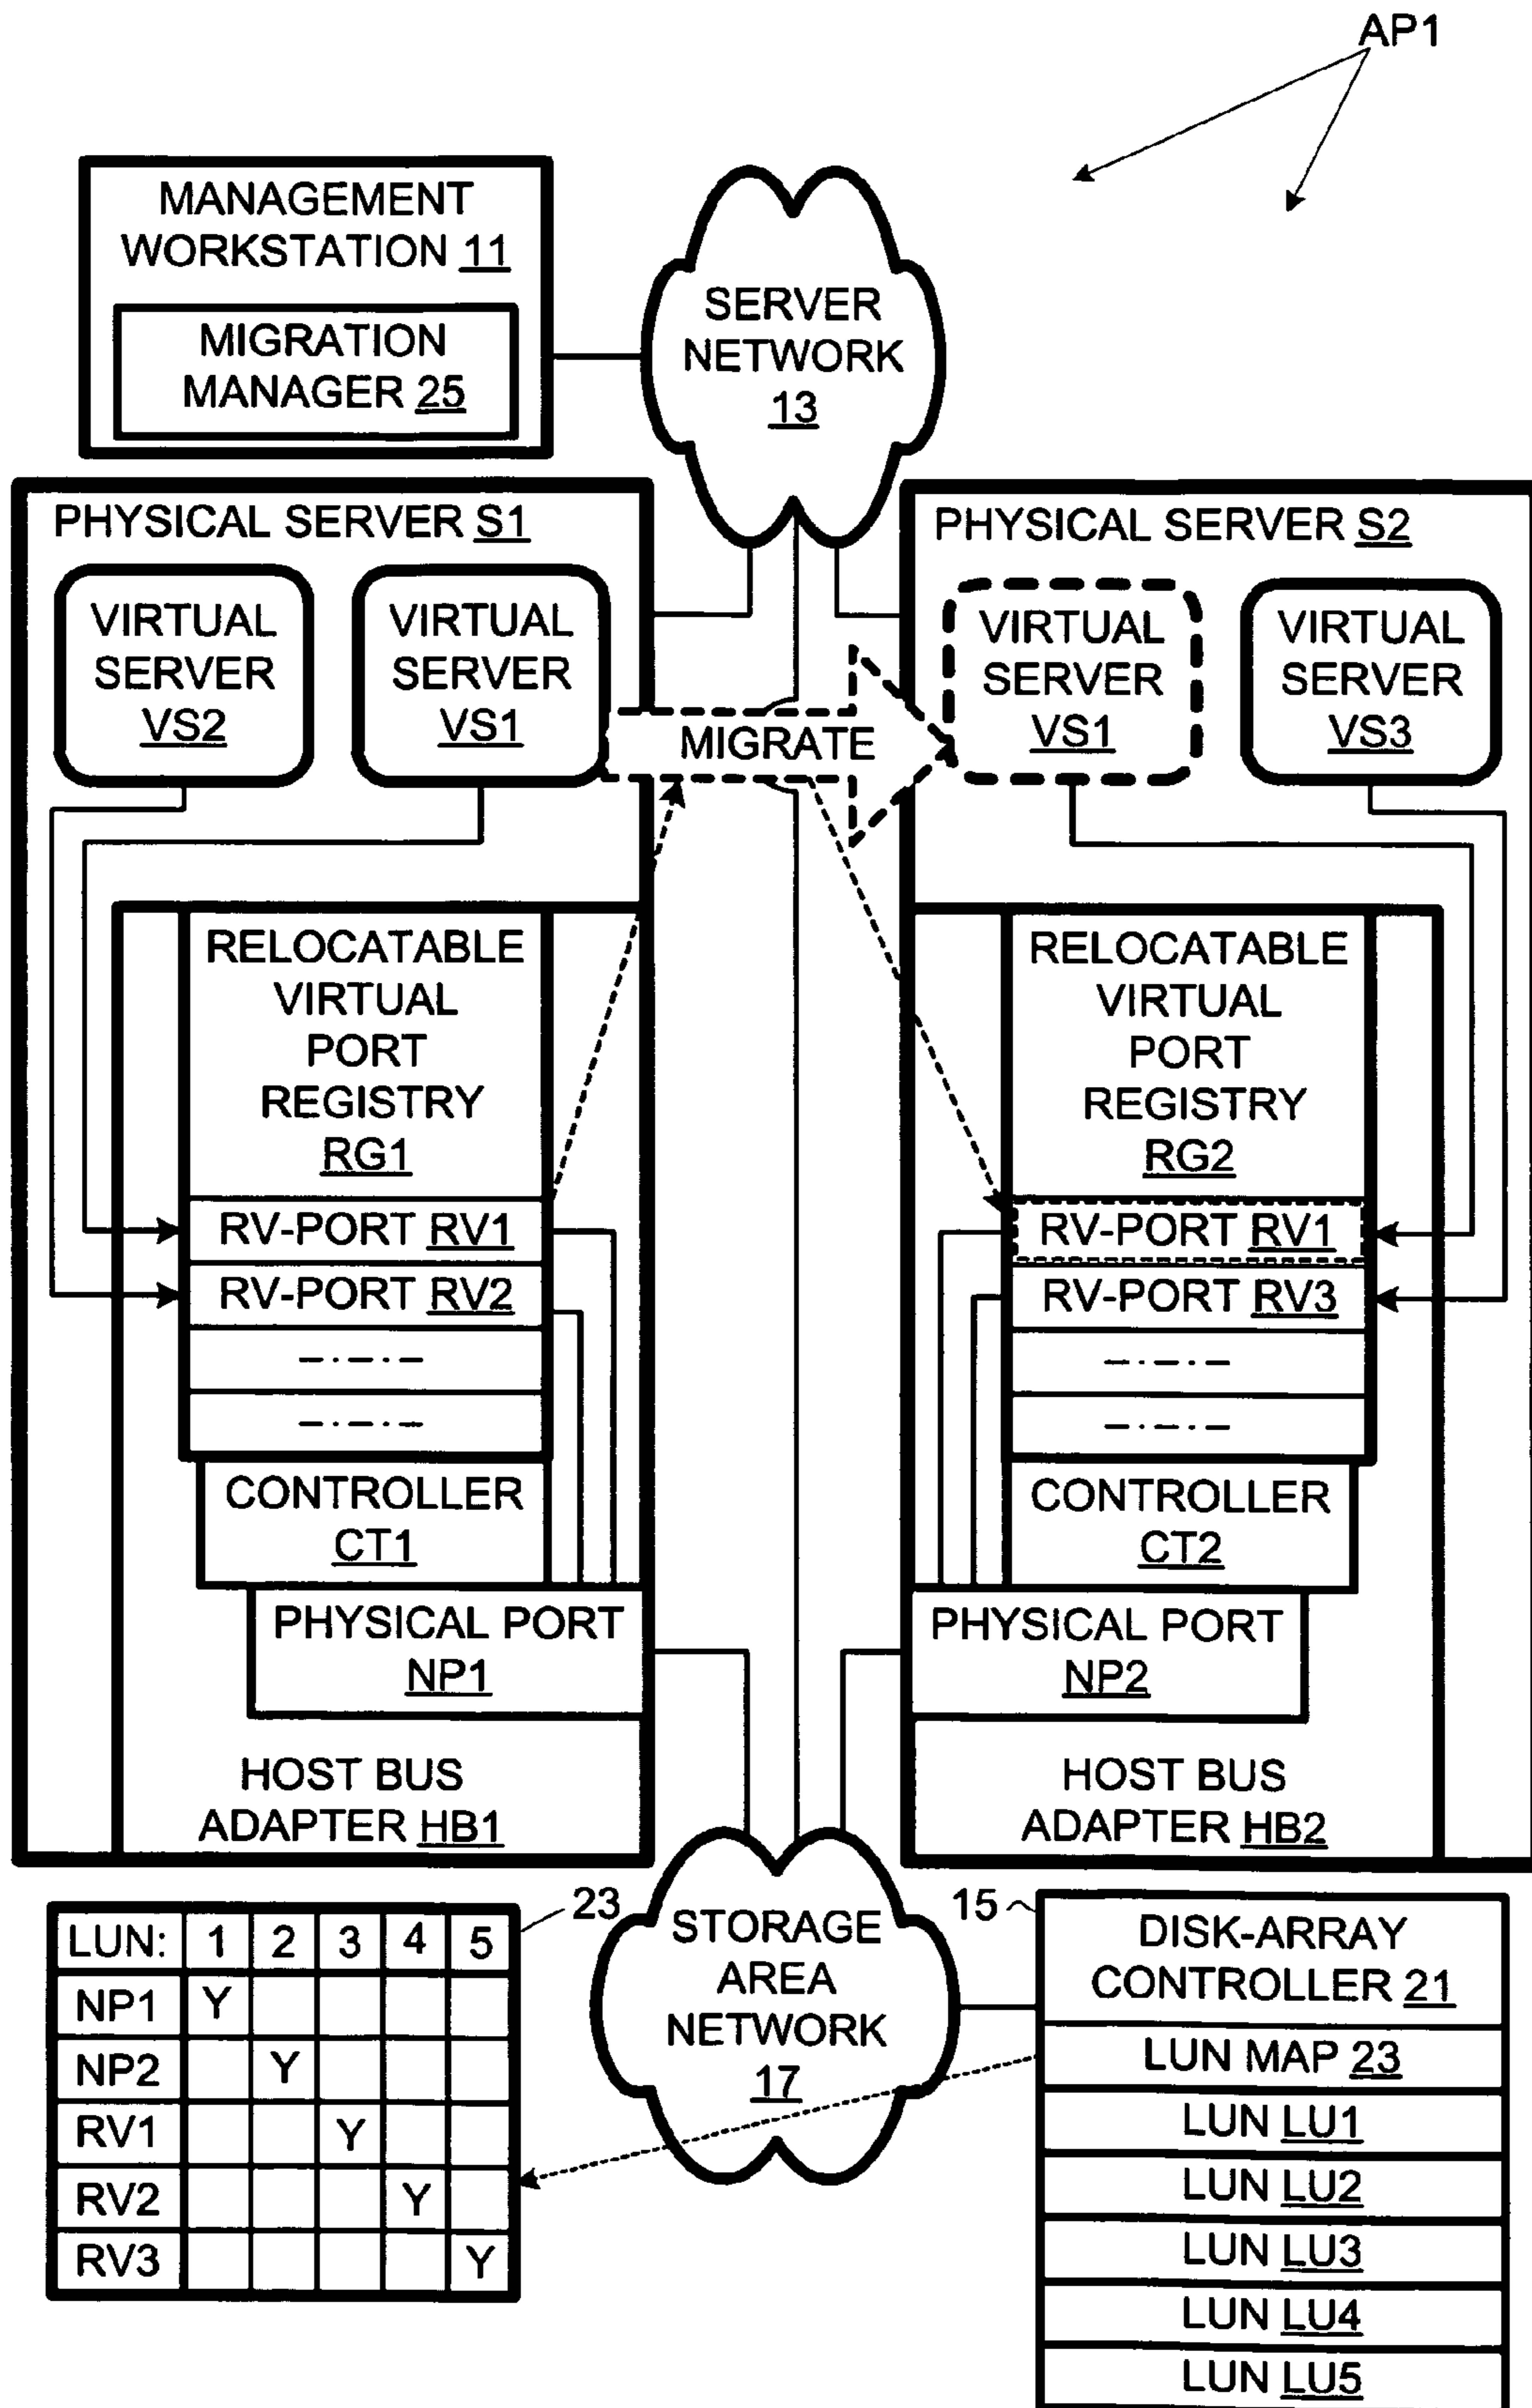 AP1
MANAGEMENT
WORKSTATION 11
MIGRATION
MANAGER 25
SERVER
NETWORK
13
PHYSICAL SERVER S1
VIRTUAL
SERVER
VS2
VIRTUAL
SERVER
VS1
MIGRATE
PHYSICAL SERVER S2
VIRTUAL
SERVER
VS1
VIRTUAL
SERVER
VS3
RELOCATABLE
VIRTUAL
PORT
REGISTRY
RG1
RV-PORT RV1
RV-PORT RV2
CONTROLLER
CT1
PHYSICAL PORT
NP1
HOST BUS
ADAPTER HB1
RELOCATABLE
VIRTUAL
PORT
REGISTRY
RG2
RV-PORT RV1
RV-PORT RV3
CONTROLLER
CT2
PHYSICAL PORT
NP2
HOST BUS
ADAPTER HB2
23
LUN: 1 2 3 4 5
NP1 Y
NP2 Y
RV1 Y
RV2 Y
RV3 Y
STORAGE
AREA
NETWORK
17
15
DISK-ARRAY
CONTROLLER 21
LUN MAP 23
LUN LU1
LUN LU2
LUN LU3
LUN LU4
LUN LU5